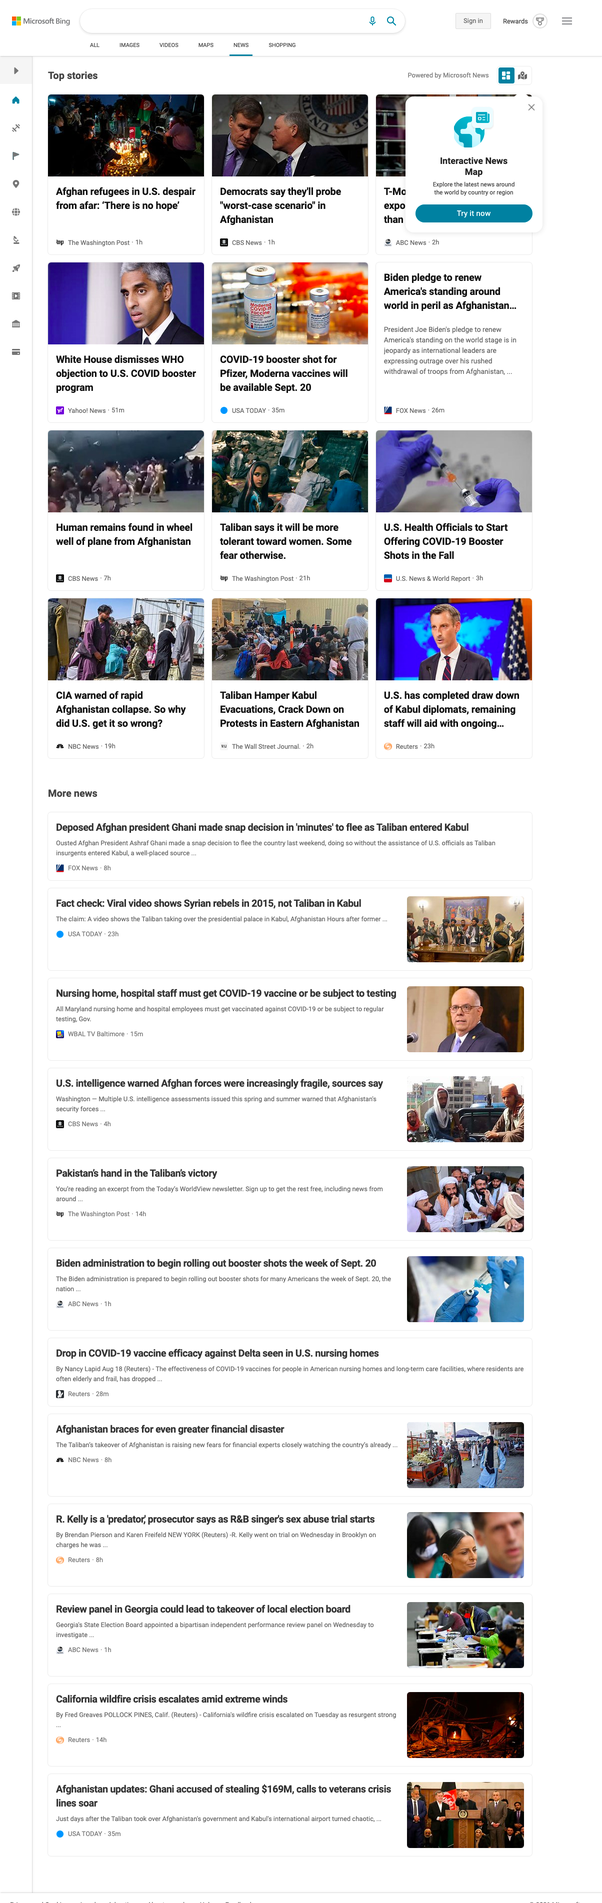 Microsoft Bing
Sign in
Rewards
ALL
IMAGES
VIDEOS
MAPS
NEWS
SHOPPING
Top stories
Powered by Microsoft News
Interactive News
Map
Explore the latest news around
the world by country or region
Try it now
Afghan refugees in U.S. despair
from afar: 'There is no hope'
The Washington Post · 1h
Democrats say they'll probe
"worst-case scenario" in
Afghanistan
CBS News · 1h
T-Mo
expo
than
ABC News · 2h
White House dismisses WHO
objection to U.S. COVID booster
program
Yahoo! News · 51m
COVID-19 booster shot for
Pfizer, Moderna vaccines will
be available Sept. 20
USA TODAY · 35m
Biden pledge to renew
America's standing around
world in peril as Afghanistan...
President Joe Biden's pledge to renew
America's standing on the world stage is in
jeopardy as international leaders are
expressing outrage over his rushed
withdrawal of troops from Afghanistan, ...
FOX News · 26m
Human remains found in wheel
well of plane from Afghanistan
CBS News · 7h
Taliban says it will be more
tolerant toward women. Some
fear otherwise.
The Washington Post · 21h
U.S. Health Officials to Start
Offering COVID-19 Booster
Shots in the Fall
U.S. News & World Report · 3h
CIA warned of rapid
Afghanistan collapse. So why
did U.S. get it so wrong?
NBC News · 19h
Taliban Hamper Kabul
Evacuations, Crack Down on
Protests in Eastern Afghanistan
The Wall Street Journal. · 2h
U.S. has completed draw down
of Kabul diplomats, remaining
staff will aid with ongoing...
Reuters · 23h
More news
Deposed Afghan president Ghani made snap decision in 'minutes' to flee as Taliban entered Kabul
Ousted Afghan President Ashraf Ghani made a snap decision to flee the country last weekend, doing so without the assistance of U.S. officials as Taliban
insurgents entered Kabul, a well-placed source ...
FOX News · 8h
Fact check: Viral video shows Syrian rebels in 2015, not Taliban in Kabul
The claim: A video shows the Taliban taking over the presidential palace in Kabul, Afghanistan Hours after former ...
USA TODAY · 23h
Nursing home, hospital staff must get COVID-19 vaccine or be subject to testing
All Maryland nursing home and hospital employees must get vaccinated against COVID-19 or be subject to regular
testing, Gov.
WBAL TV Baltimore · 15m
U.S. intelligence warned Afghan forces were increasingly fragile, sources say
Washington — Multiple U.S. intelligence assessments issued this spring and summer warned that Afghanistan's
security forces ...
CBS News · 4h
Pakistan's hand in the Taliban's victory
You're reading an excerpt from the Today's WorldView newsletter. Sign up to get the rest free, including news from
around ...
The Washington Post · 14h
Biden administration to begin rolling out booster shots the week of Sept. 20
The Biden administration is prepared to begin rolling out booster shots for many Americans the week of Sept. 20, the
nation ...
ABC News · 1h
Drop in COVID-19 vaccine efficacy against Delta seen in U.S. nursing homes
By Nancy Lapid Aug 18 (Reuters) - The effectiveness of COVID-19 vaccines for people in American nursing homes and long-term care facilities, where residents are
often elderly and frail, has dropped ...
Reuters · 28m
Afghanistan braces for even greater financial disaster
The Taliban's takeover of Afghanistan is raising new fears for financial experts closely watching the country's already ...
NBC News · 8h
R. Kelly is a 'predator,' prosecutor says as R&B singer's sex abuse trial starts
By Brendan Pierson and Karen Freifeld NEW YORK (Reuters) -R. Kelly went on trial on Wednesday in Brooklyn on
charges he was ...
Reuters · 8h
Review panel in Georgia could lead to takeover of local election board
Georgia's State Election Board appointed a bipartisan independent performance review panel on Wednesday to
investigate ...
ABC News · 1h
California wildfire crisis escalates amid extreme winds
By Fred Greaves POLLOCK PINES, Calif. (Reuters) - California's wildfire crisis escalated on Tuesday as resurgent strong
...
Reuters · 14h
Afghanistan updates: Ghani accused of stealing $169M, calls to veterans crisis
lines soar
Just days after the Taliban took over Afghanistan's government and Kabul's international airport turned chaotic, ...
USA TODAY · 35m